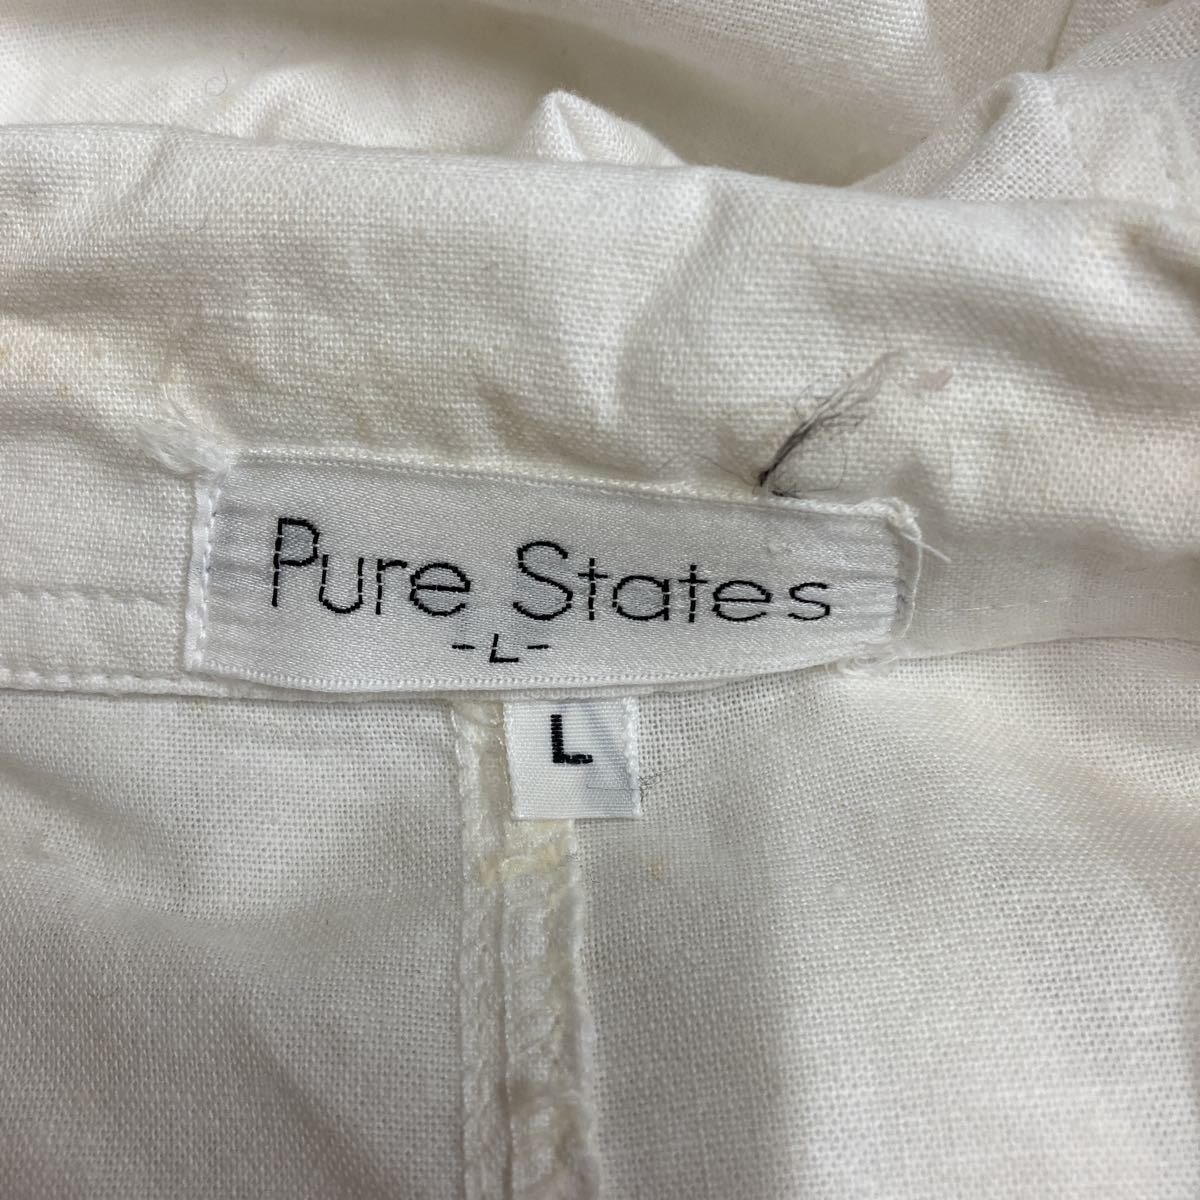 Pure States
-L-
L